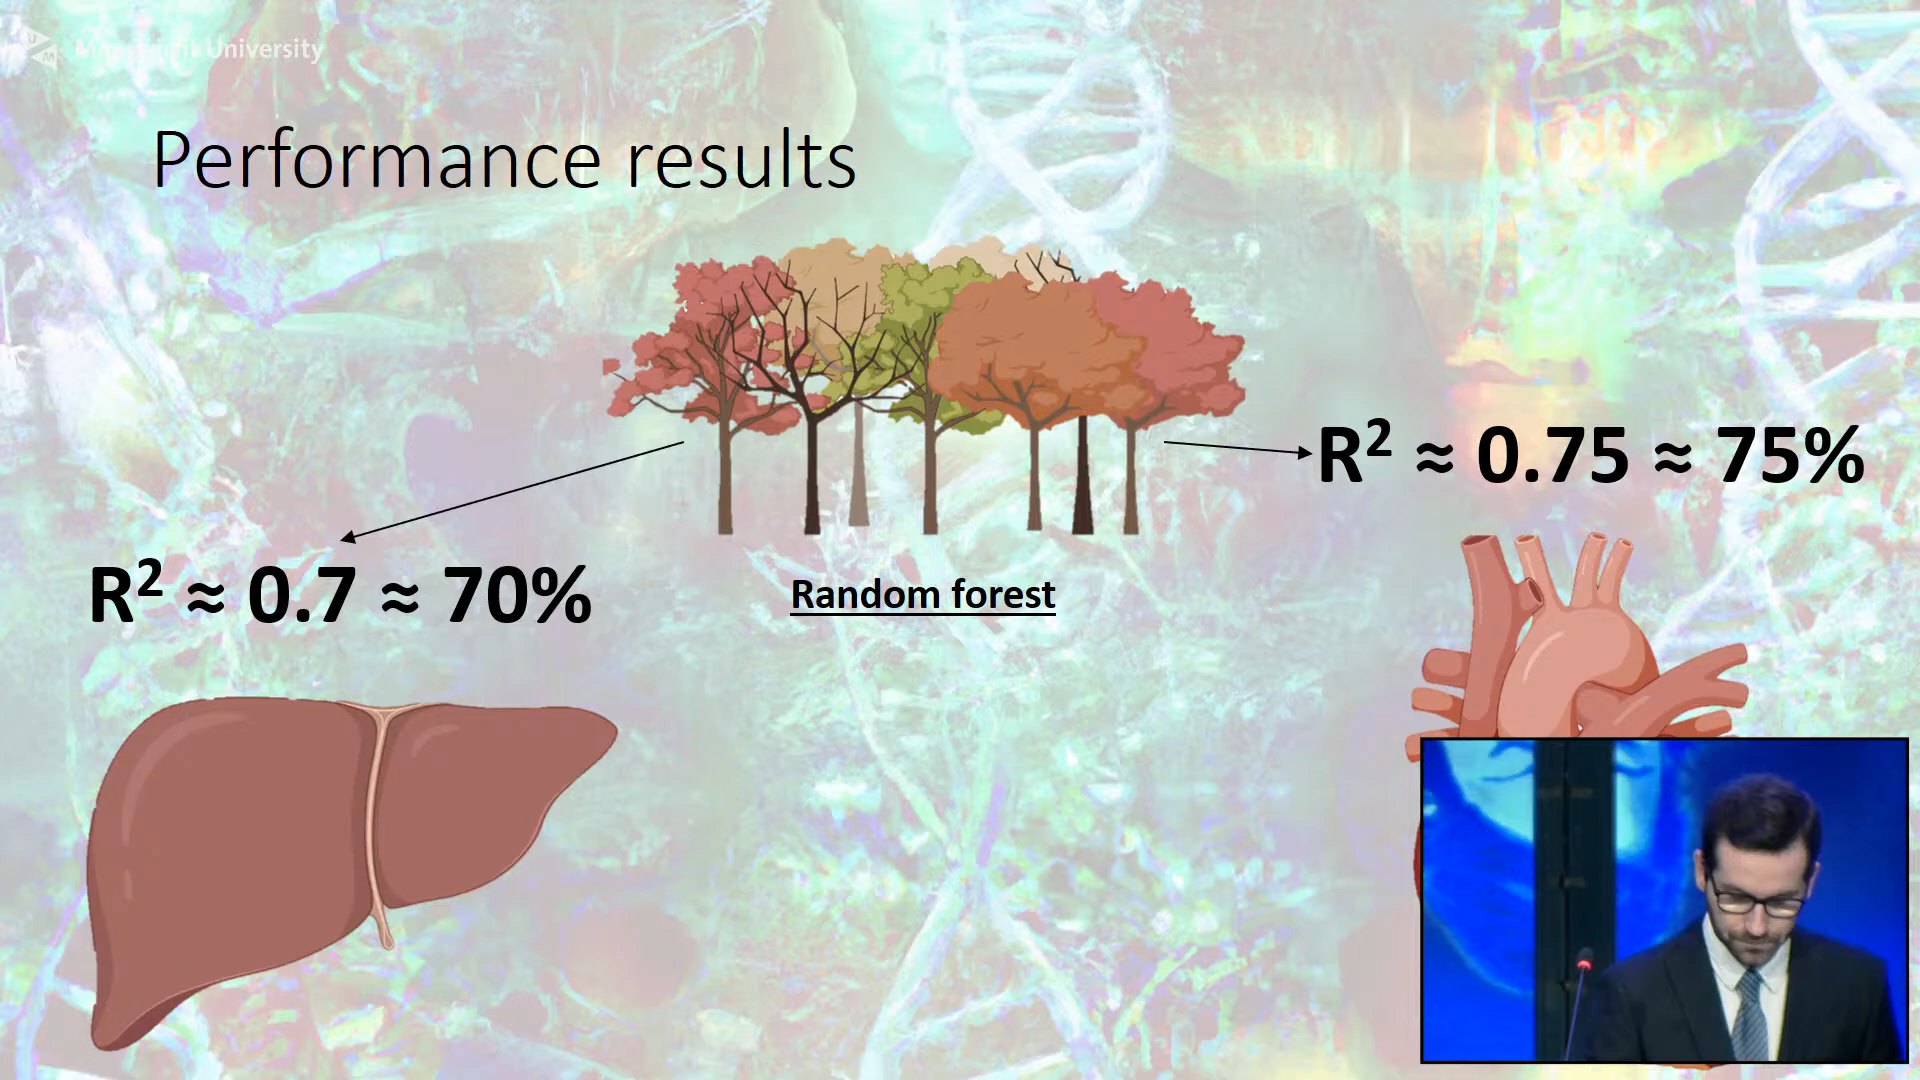 University
Performance results
R² ≈ 0.75 ≈ 75%
R² ≈ 0.7 ≈ 70%
Random forest